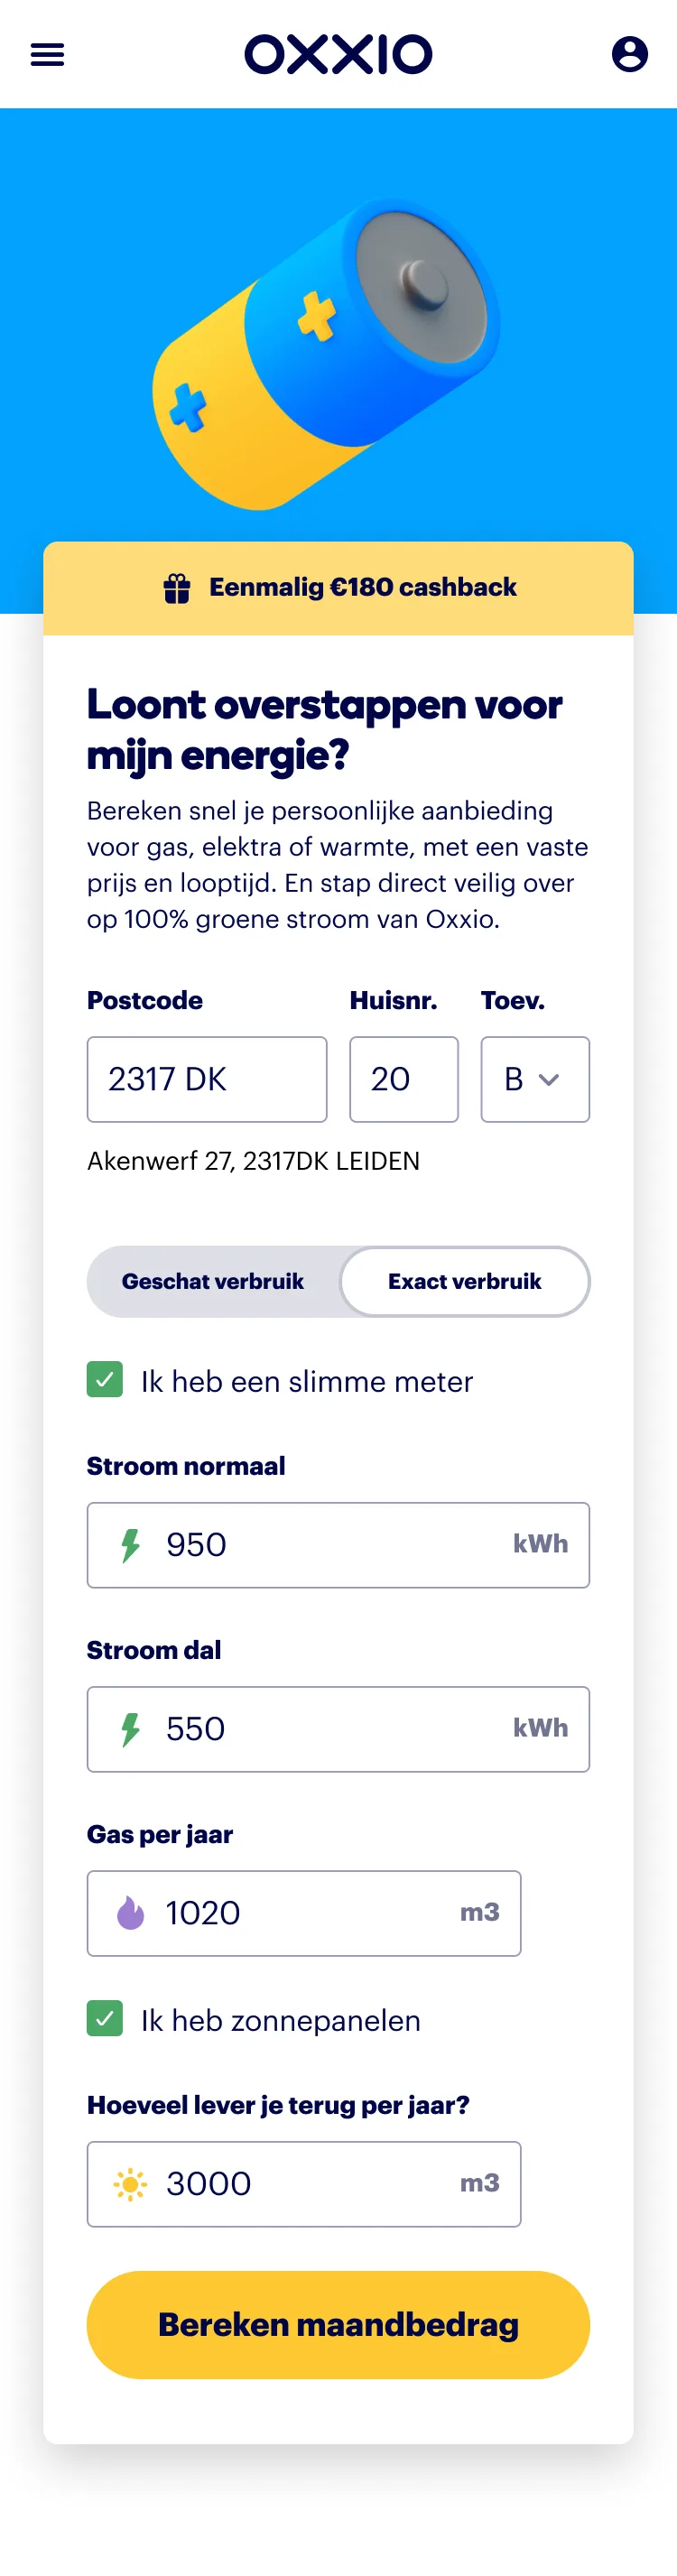 OXXIO
Eenmalig €180 cashback
Loont overstappen voor
mijn energie?
Bereken snel je persoonlijke aanbieding
voor gas, elektra of warmte, met een vaste
prijs en looptijd. En stap direct veilig over
op 100% groene stroom van Oxxio.
Postcode Huisnr. Toev.
2317 DK 20 B
Akenwerf 27, 2317DK LEIDEN
Geschat verbruik Exact verbruik
Ik heb een slimme meter
Stroom normaal
950 kWh
Stroom dal
550 kWh
Gas per jaar
1020 m3
Ik heb zonnepanelen
Hoeveel lever je terug per jaar?
3000 m3
Bereken maandbedrag